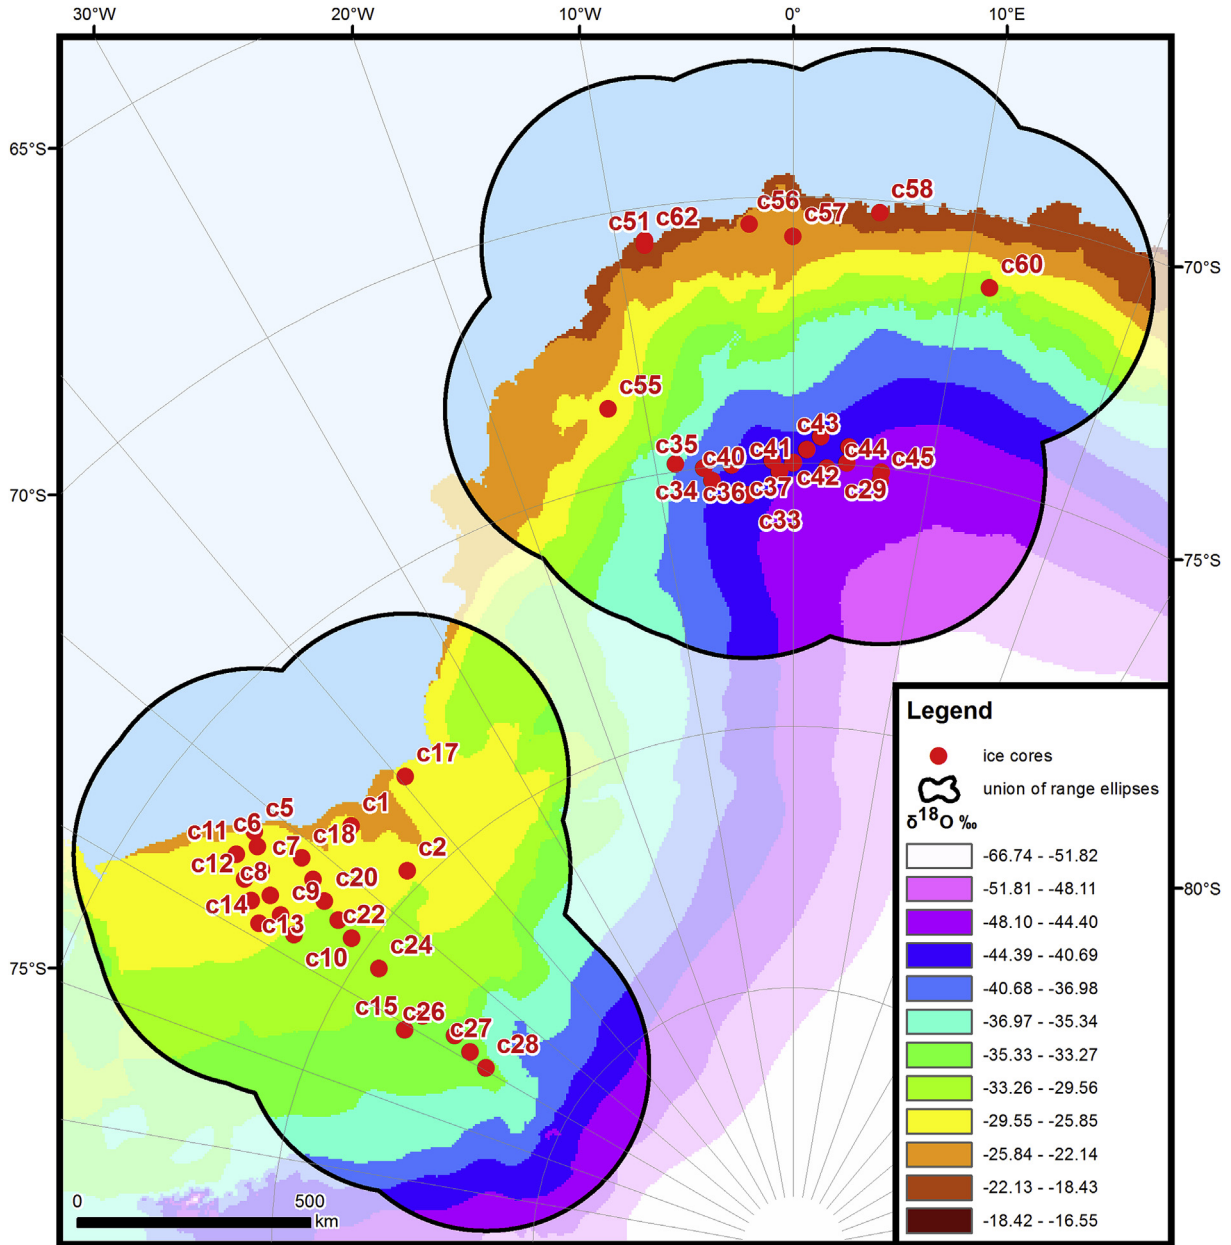 30°W 20°W 10°W 0° 10°E
65°S
70°S
70°S
75°S
75°S
80°S
c58
c56
c51 c62 c57
c60
c55
c43
c35 c41
c40 c44 c45
c34 c36 c37 c42 c29
c33
c17
c5 c1
c11 c6 c18
c12 c7 c2
c8 c9 c20
c14 c13 c22
c10 c24
c15 c26
c27 c28
0 500
km
Legend
ice cores
union of range ellipses
δ18O ‰
-66.74 - -51.82
-51.81 - -48.11
-48.10 - -44.40
-44.39 - -40.69
-40.68 - -36.98
-36.97 - -35.34
-35.33 - -33.27
-33.26 - -29.56
-29.55 - -25.85
-25.84 - -22.14
-22.13 - -18.43
-18.42 - -16.55